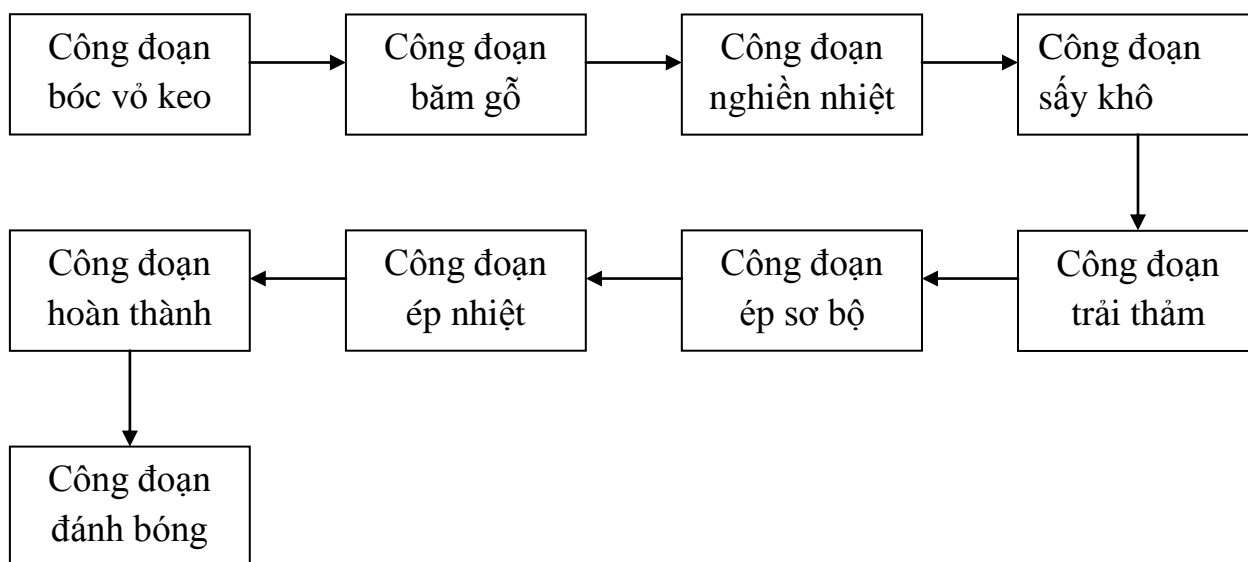 Công đoạn
bóc vỏ keo
Công đoạn
băm gỗ
Công đoạn
nghiền nhiệt
Công đoạn
sấy khô
Công đoạn
trải thảm
Công đoạn
ép sơ bộ
Công đoạn
ép nhiệt
Công đoạn
hoàn thành
Công đoạn
đánh bóng